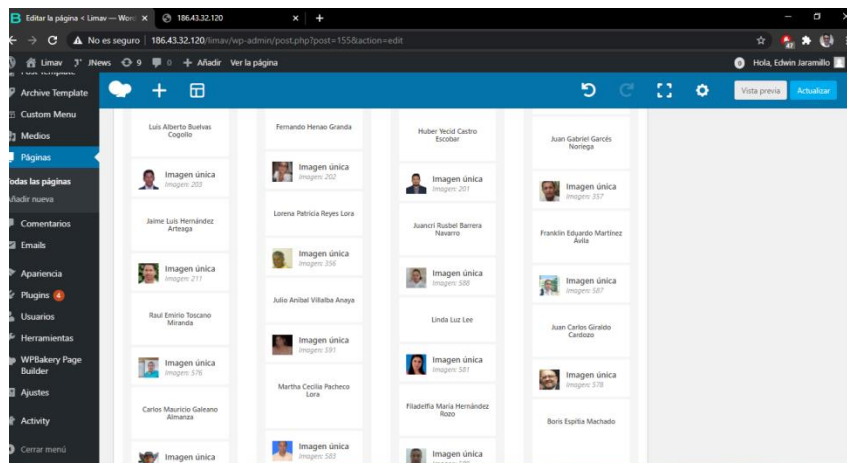 Editar la página < Limav — Word
186.43.32.120
No es seguro | 186.43.32.120/limav/wp-admin/post.php?post=155&action=edit
47
Limav
JNews
9
0
Añadir
Ver la página
0
Hola, Edwin Jaramillo
Post Template
Archive Template
Custom Menu
Medios
Páginas
Todas las páginas
Añadir nueva
Comentarios
Emails
Apariencia
Plugins 4
Usuarios
Herramientas
WPBakery Page
Builder
Ajustes
Activity
Cerrar menú
Vista previa
Actualizar
Luis Alberto Buelvas
Cogollo
Imagen única
Imagen: 203
Jaime Luis Hernández
Arteaga
Imagen única
Imagen: 211
Raul Emirio Toscano
Miranda
Imagen única
Imagen: 576
Carlos Mauricio Galeano
Almanza
Imagen única
Fernando Henao Granda
Imagen única
Imagen: 202
Lorena Patricia Reyes Lora
Imagen única
Imagen: 356
Julio Anibal Villalba Anaya
Imagen única
Imagen: 591
Martha Cecilia Pacheco
Lora
Imagen única
Imagen: 583
Huber Yecid Castro
Escobar
Imagen única
Imagen: 201
Juancri Rusbel Barrera
Navarro
Imagen única
Imagen: 588
Linda Luz Lee
Imagen única
Imagen: 581
Filadelfia María Hernández
Rozo
Imagen única
Juan Gabriel Garcés
Noriega
Imagen única
Imagen: 357
Franklin Eduardo Martínez
Ávila
Imagen única
Imagen: 587
Juan Carlos Giraldo
Cardozo
Imagen única
Imagen: 578
Boris Espitia Machado